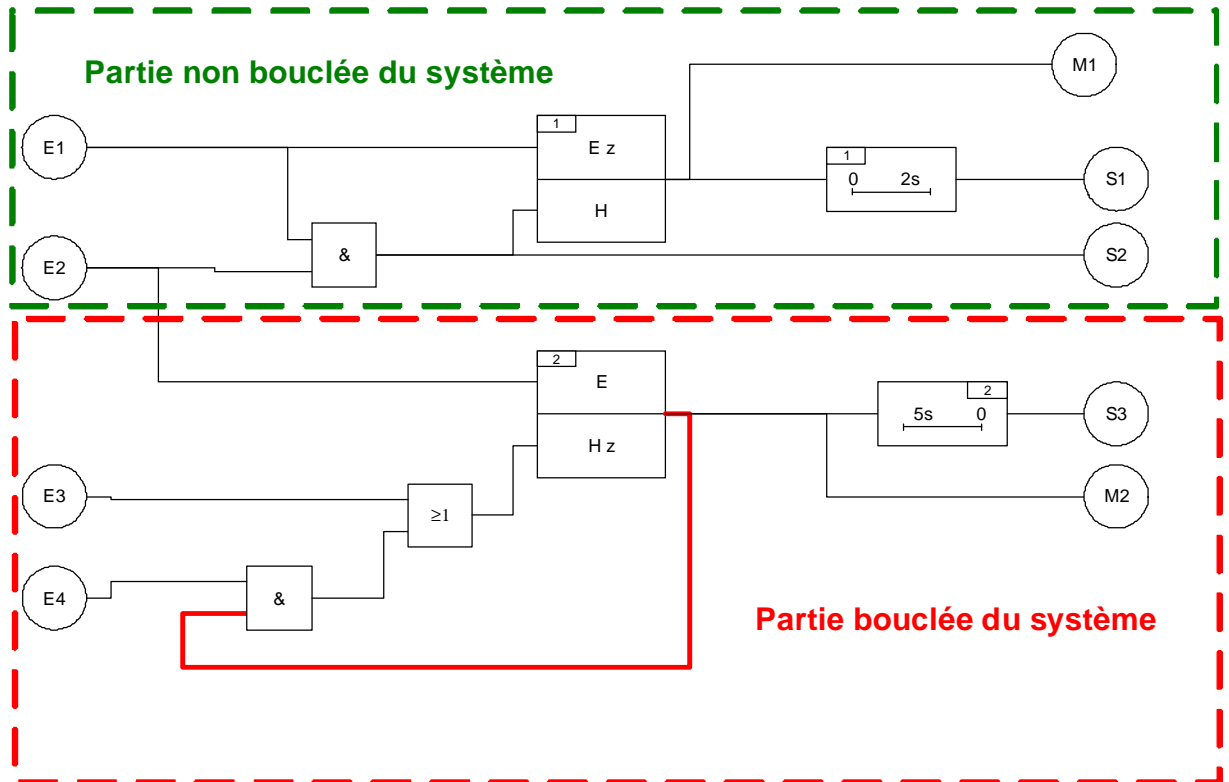 Partie non bouclée du système
M1
E1
1
E z
H
1
0 2s
S1
E2
&
S2
2
E
H z
2
5s 0
S3
E3
≥1
M2
E4
&
Partie bouclée du système